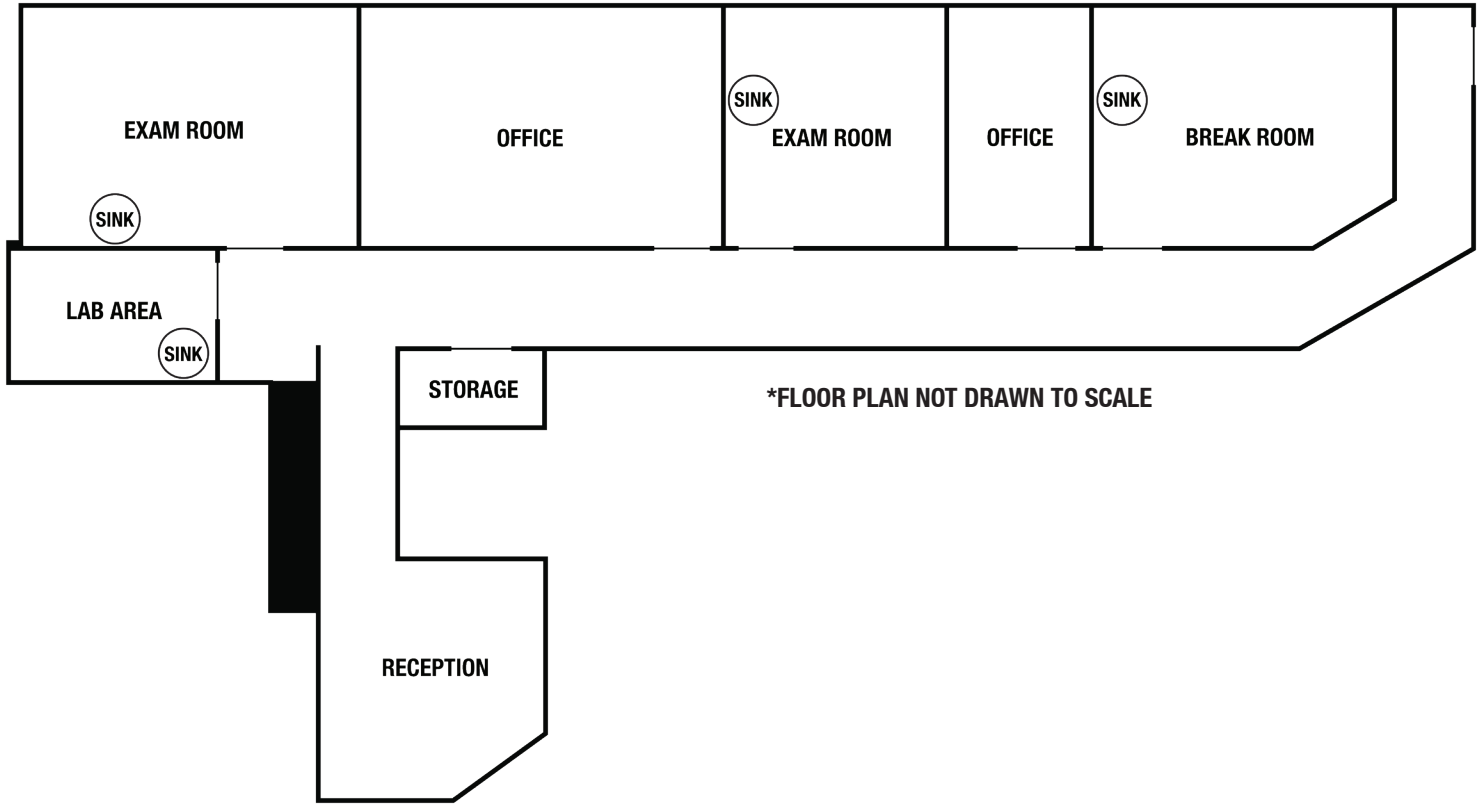 EXAM ROOM
SINK
OFFICE
SINK
EXAM ROOM
OFFICE
SINK
BREAK ROOM
LAB AREA
SINK
STORAGE
*FLOOR PLAN NOT DRAWN TO SCALE
RECEPTION